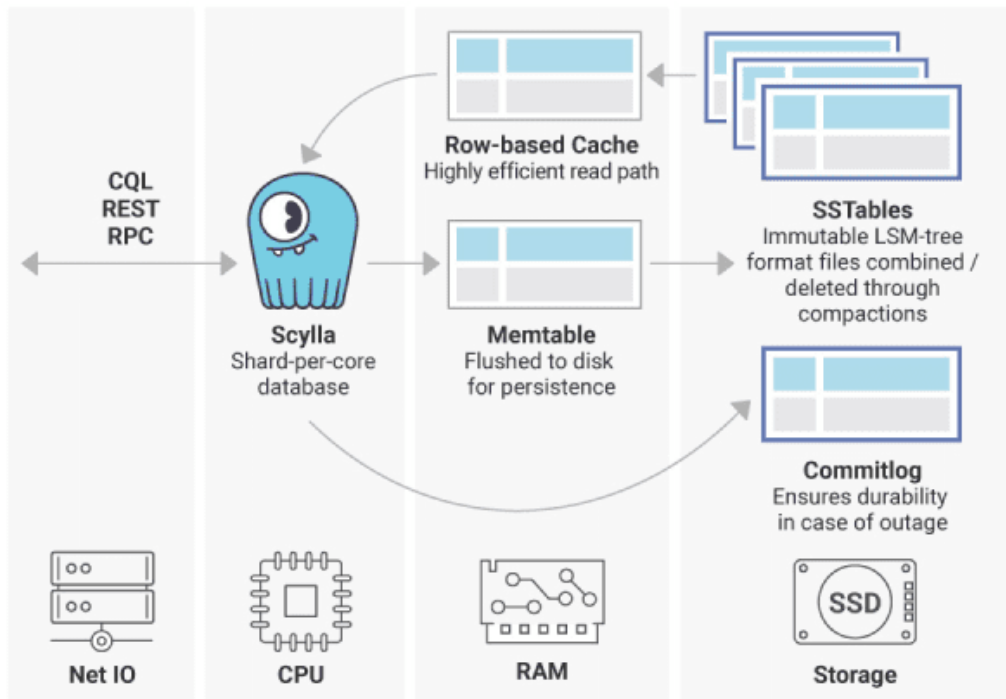 CQL
REST
RPC
Scylla
Shard-per-core
database
Row-based Cache
Highly efficient read path
Memtable
Flushed to disk
for persistence
SSTables
Immutable LSM-tree
format files combined /
deleted through
compactions
Commitlog
Ensures durability
in case of outage
Net IO
CPU
RAM
SSD
Storage